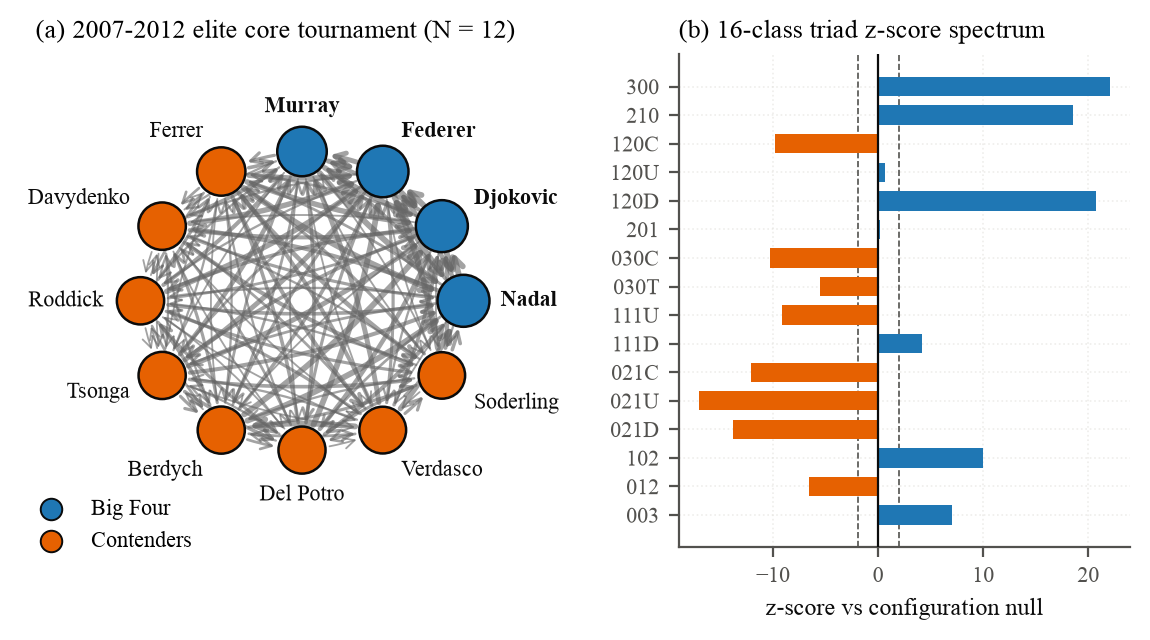 (a) 2007-2012 elite core tournament (N = 12)
Murray
Ferrer
Federer
Davydenko
Djokovic
Roddick
Nadal
Tsonga
Soderling
Berdych
Verdasco
Del Potro
Big Four
Contenders
(b) 16-class triad z-score spectrum
300
210
120C
120U
120D
201
030C
030T
111U
111D
021C
021U
021D
102
012
003
−10 0 10 20
z-score vs configuration null